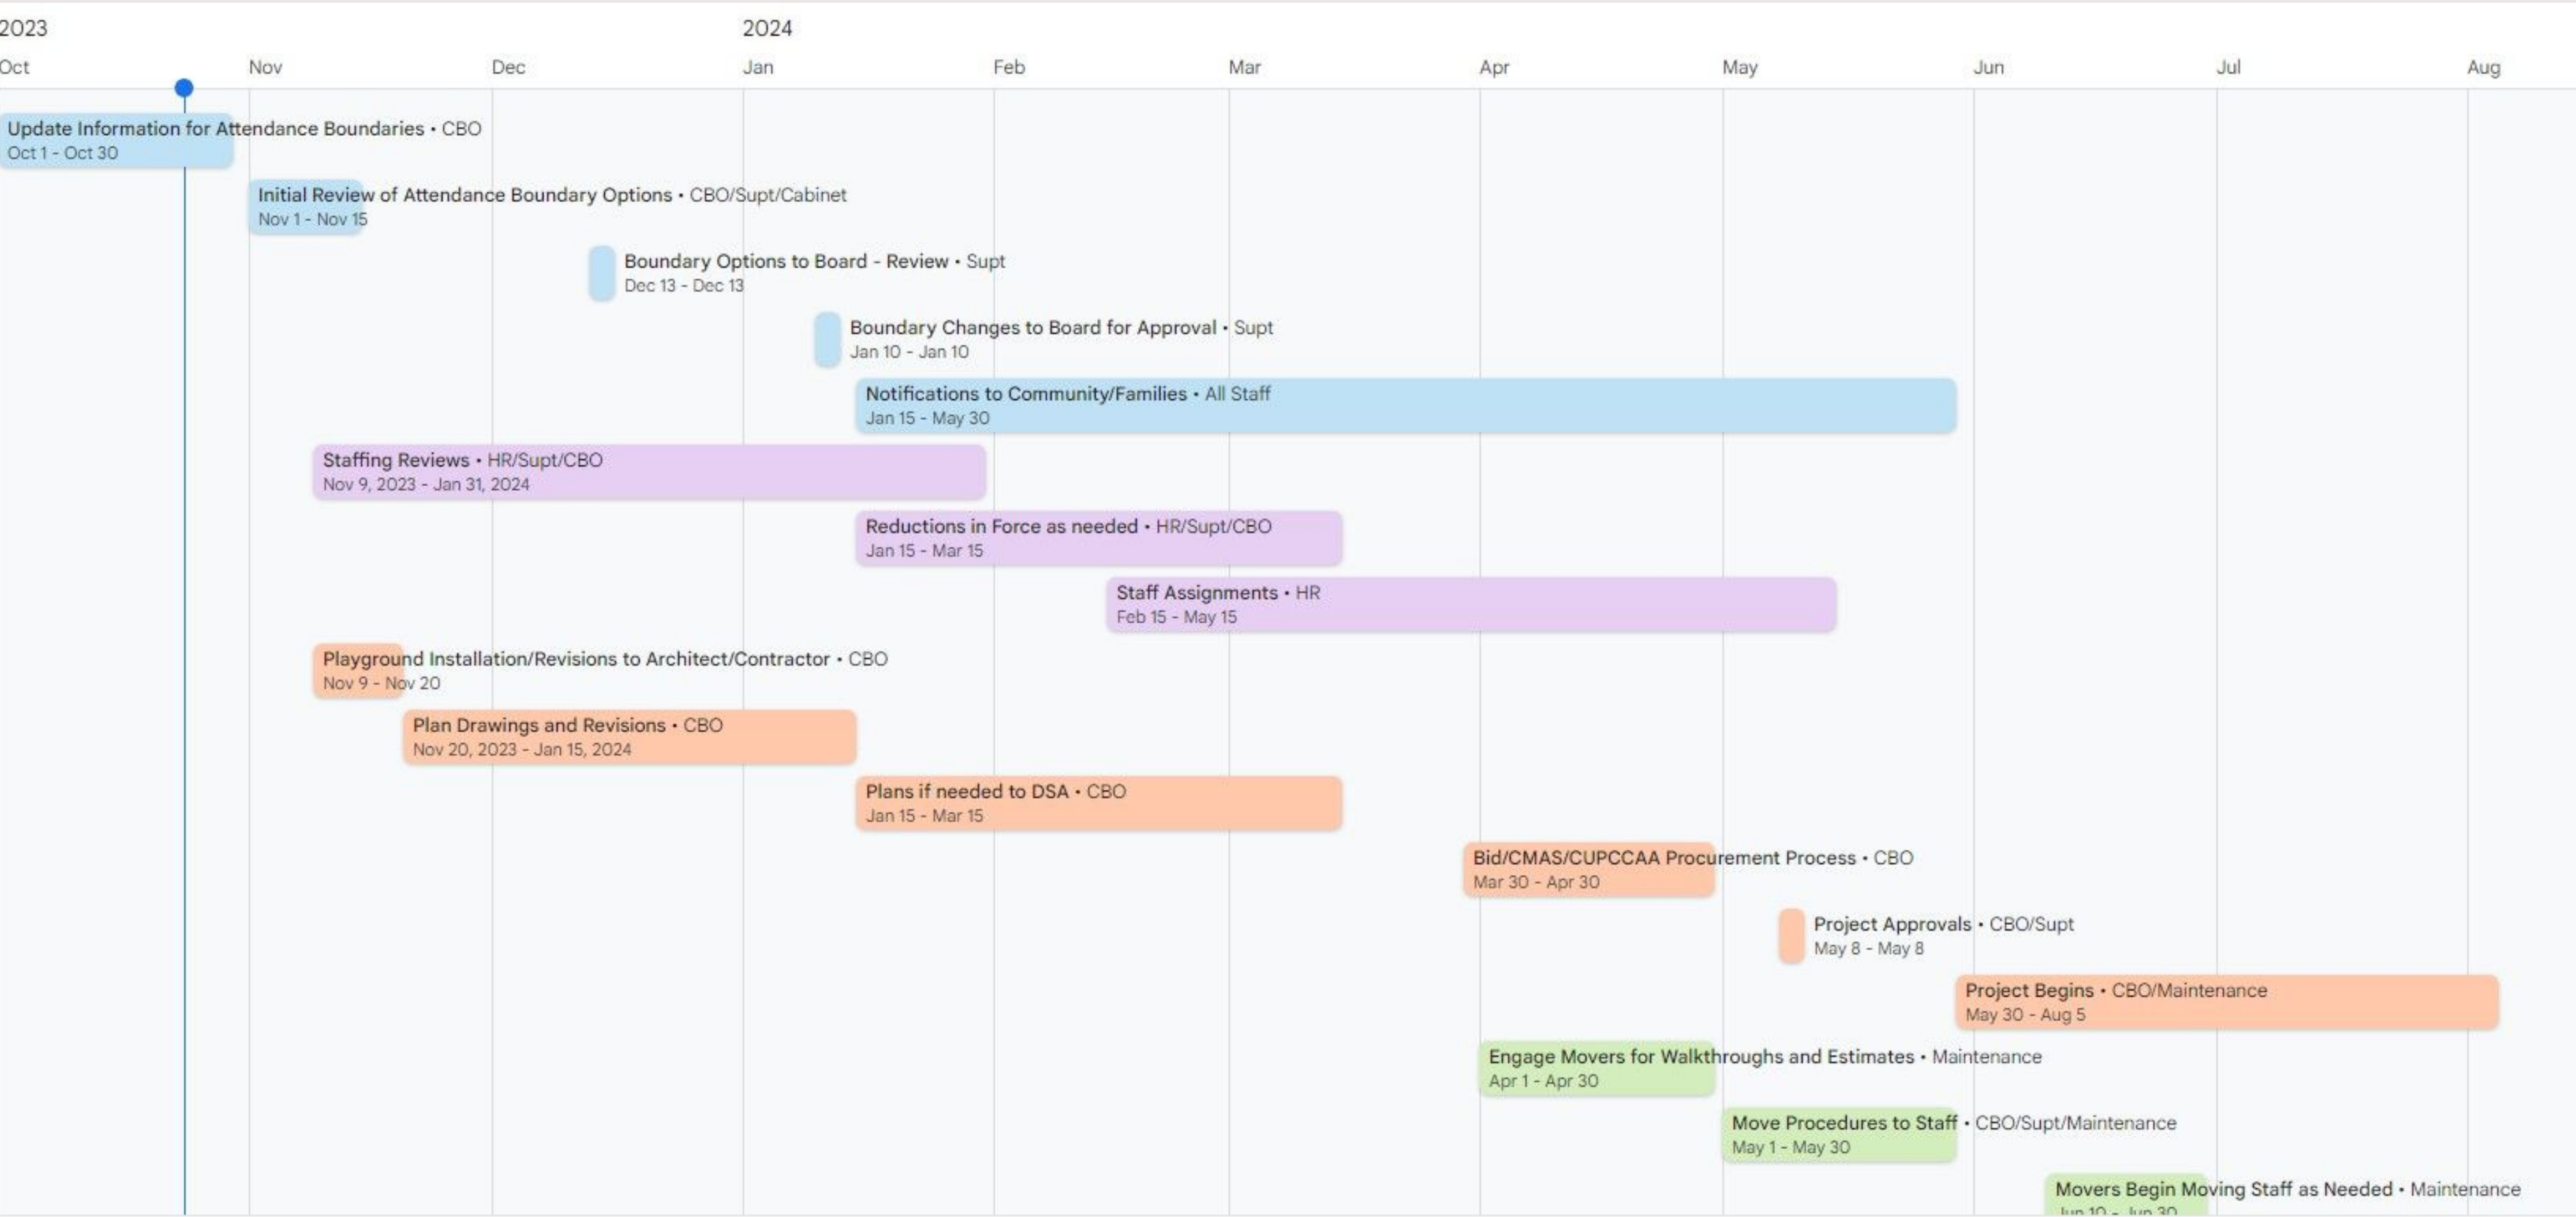 2023 2024
Oct Nov Dec Jan Feb Mar Apr May Jun Jul Aug
Update Information for Attendance Boundaries • CBO
Oct 1 - Oct 30
Initial Review of Attendance Boundary Options • CBO/Supt/Cabinet
Nov 1 - Nov 15
Boundary Options to Board - Review • Supt
Dec 13 - Dec 13
Boundary Changes to Board for Approval • Supt
Jan 10 - Jan 10
Notifications to Community/Families • All Staff
Jan 15 - May 30
Staffing Reviews • HR/Supt/CBO
Nov 9, 2023 - Jan 31, 2024
Reductions in Force as needed • HR/Supt/CBO
Jan 15 - Mar 15
Staff Assignments • HR
Feb 15 - May 15
Playground Installation/Revisions to Architect/Contractor • CBO
Nov 9 - Nov 20
Plan Drawings and Revisions • CBO
Nov 20, 2023 - Jan 15, 2024
Plans if needed to DSA • CBO
Jan 15 - Mar 15
Bid/CMAS/CUPCCAA Procurement Process • CBO
Mar 30 - Apr 30
Project Approvals • CBO/Supt
May 8 - May 8
Project Begins • CBO/Maintenance
May 30 - Aug 5
Engage Movers for Walkthroughs and Estimates • Maintenance
Apr 1 - Apr 30
Move Procedures to Staff • CBO/Supt/Maintenance
May 1 - May 30
Movers Begin Moving Staff as Needed • Maintenance
Jun 10 - Jun 30